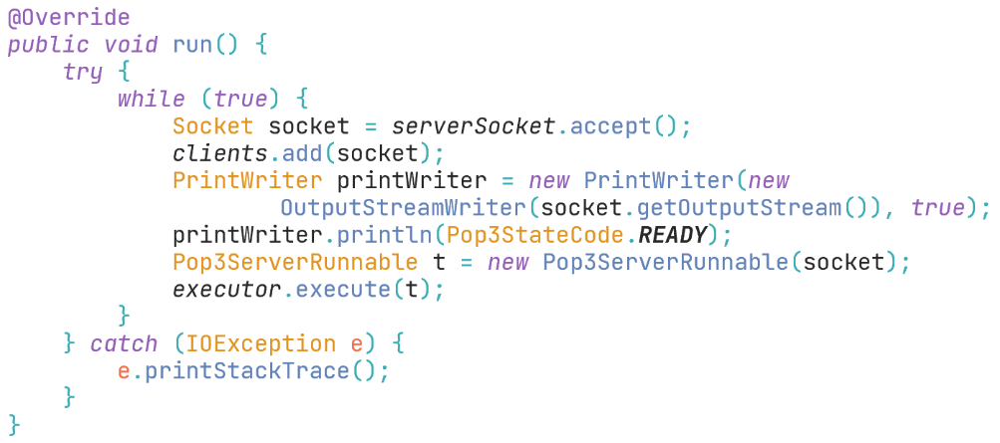 @Override
public void run() {
    try {
        while (true) {
            Socket socket = serverSocket.accept();
            clients.add(socket);
            PrintWriter printWriter = new PrintWriter(new
                    OutputStreamWriter(socket.getOutputStream()), true);
            printWriter.println(Pop3StateCode.READY);
            Pop3ServerRunnable t = new Pop3ServerRunnable(socket);
            executor.execute(t);
        }
    } catch (IOException e) {
        e.printStackTrace();
    }
}